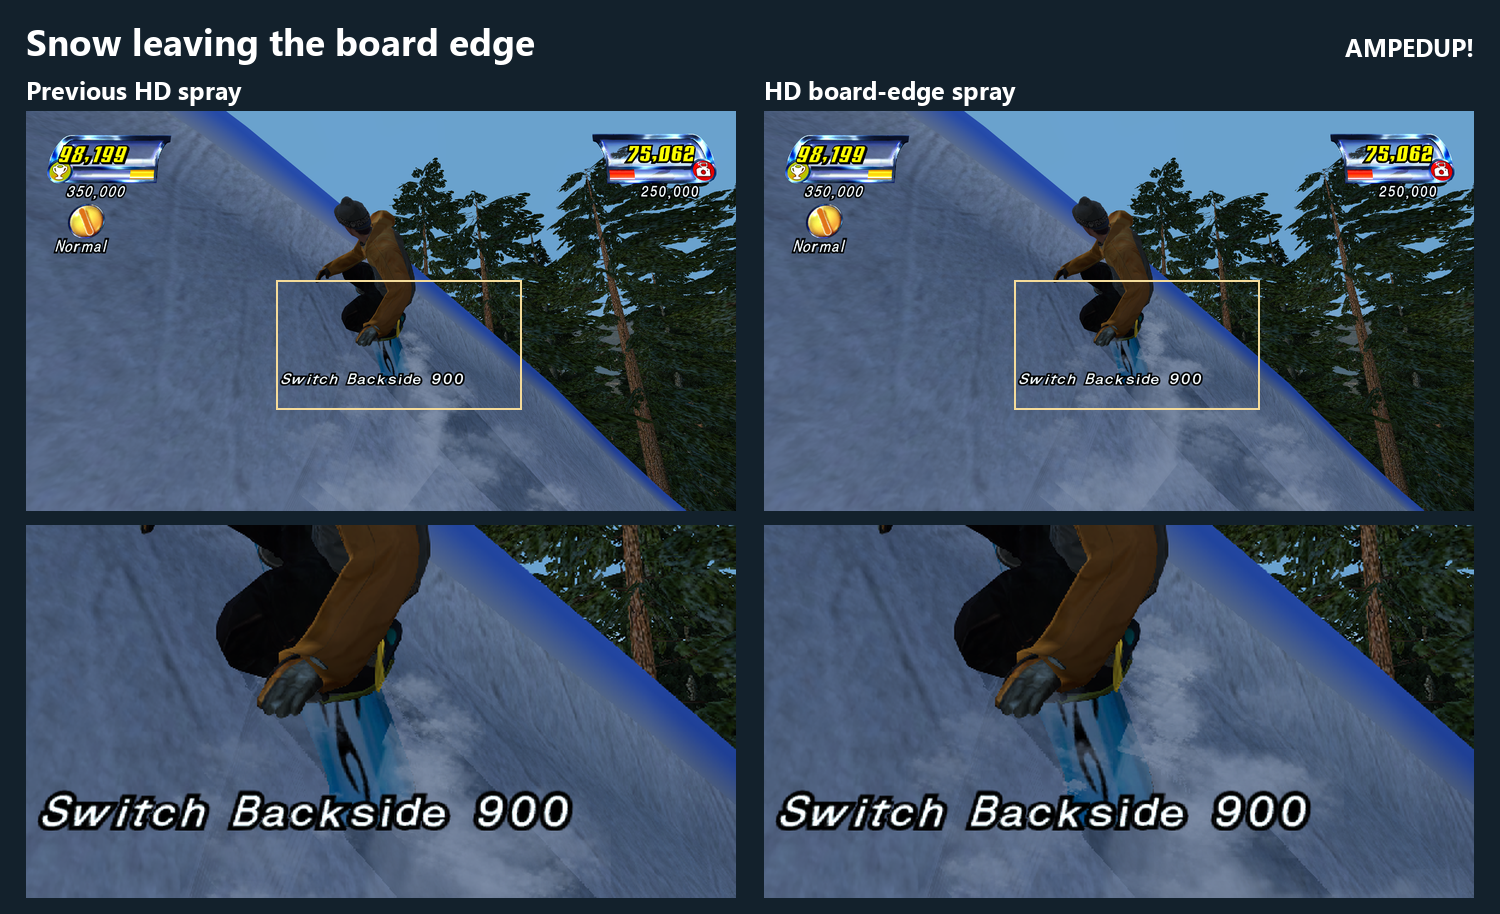 Snow leaving the board edge
AMPEDUP!
Previous HD spray
HD board-edge spray
98,199
350,000
Normal
75,062
250,000
Switch Backside 900
98,199
350,000
Normal
75,062
250,000
Switch Backside 900
Switch Backside 900
Switch Backside 900